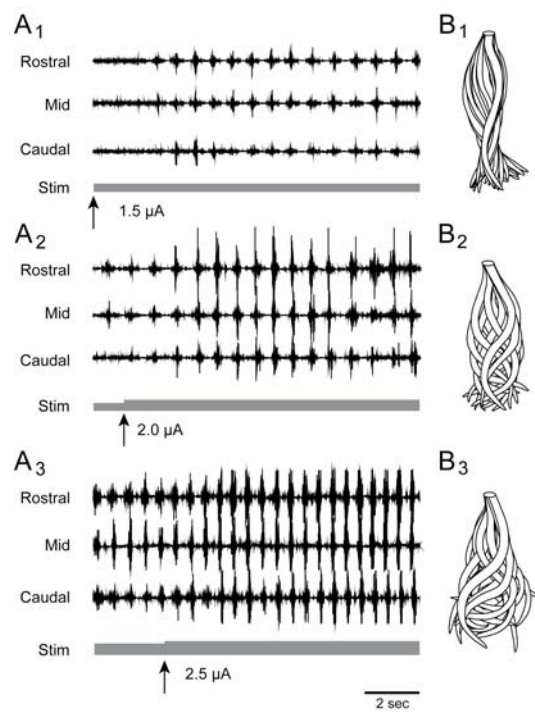 A1
B1
Rostral
Mid
Caudal
Stim
1.5 µA
A2
B2
Rostral
Mid
Caudal
Stim
2.0 µA
A3
B3
Rostral
Mid
Caudal
Stim
2.5 µA
2 sec